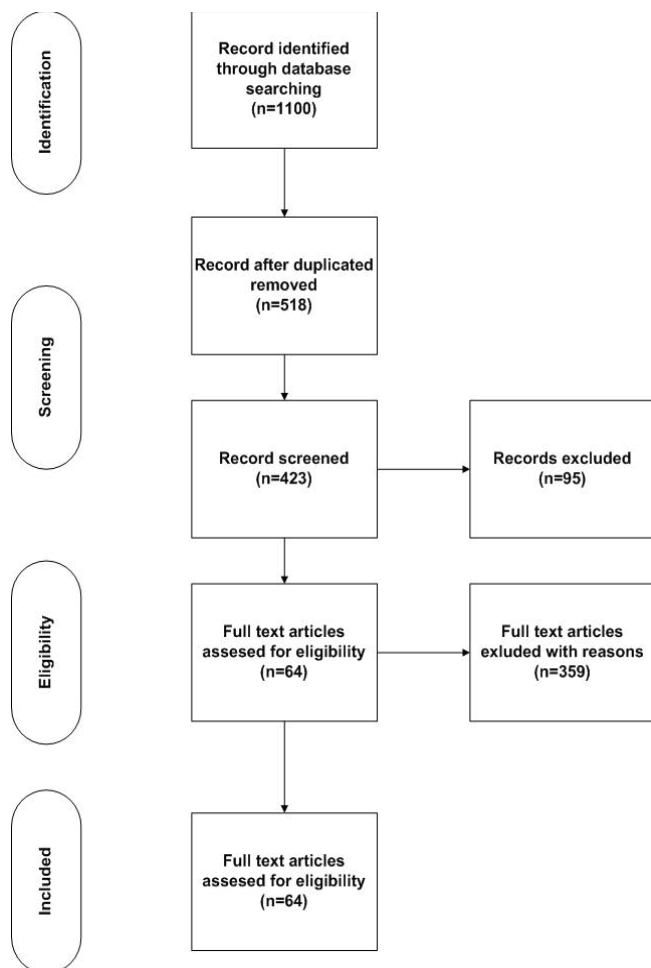 Identification
Record identified
through database
searching
(n=1100)
Record after duplicated
removed
(n=518)
Screening
Record screened
(n=423)
Records excluded
(n=95)
Eligibility
Full text articles
assesed for eligibility
(n=64)
Full text articles
exluded with reasons
(n=359)
Included
Full text articles
assesed for eligibility
(n=64)